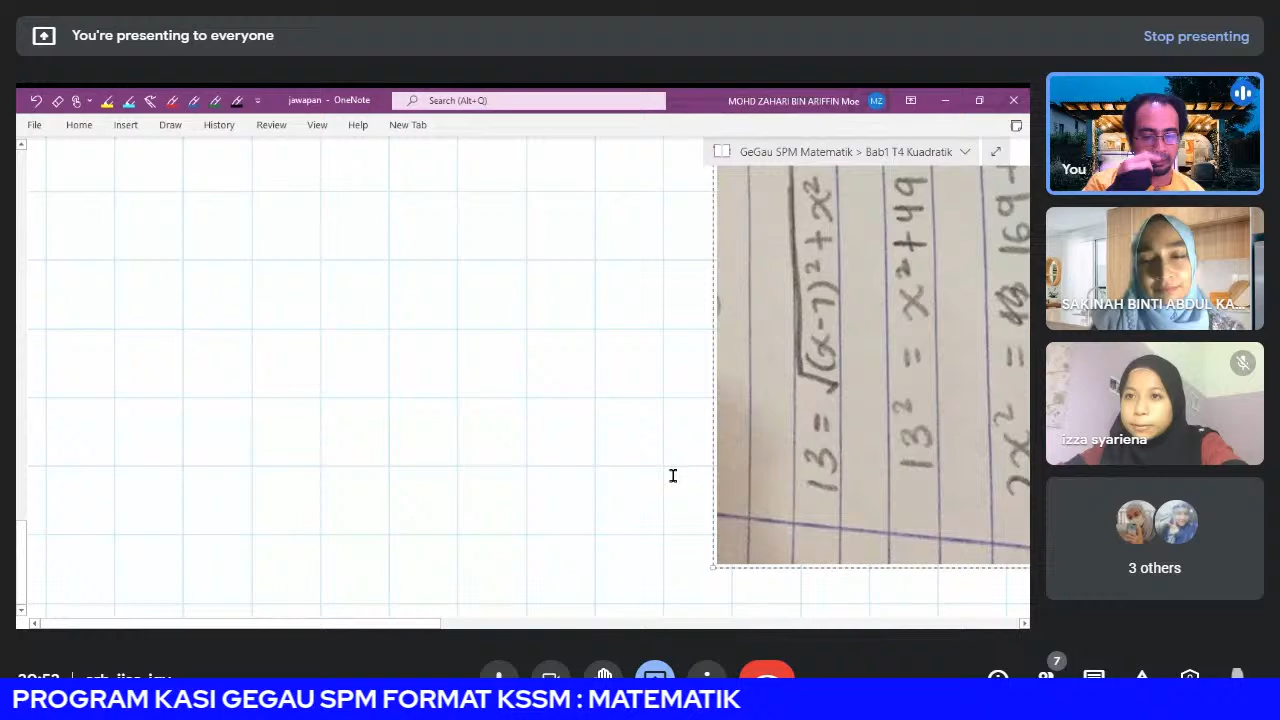 You're presenting to everyone
Stop presenting
jawapan - OneNote
Search (Alt+Q)
MOHD ZAHARI BIN ARIFFIN Moe
MZ
File Home Insert Draw History Review View Help New Tab
GeGau SPM Matematik > Bab1 T4 Kuadratik
13 = √(x-7)² + x²
13² = x² + 49
2x² = 169
You
SAKINAH BINTI ABDUL KA...
izza syariena
3 others
7
PROGRAM KASI GEGAU SPM FORMAT KSSM : MATEMATIK